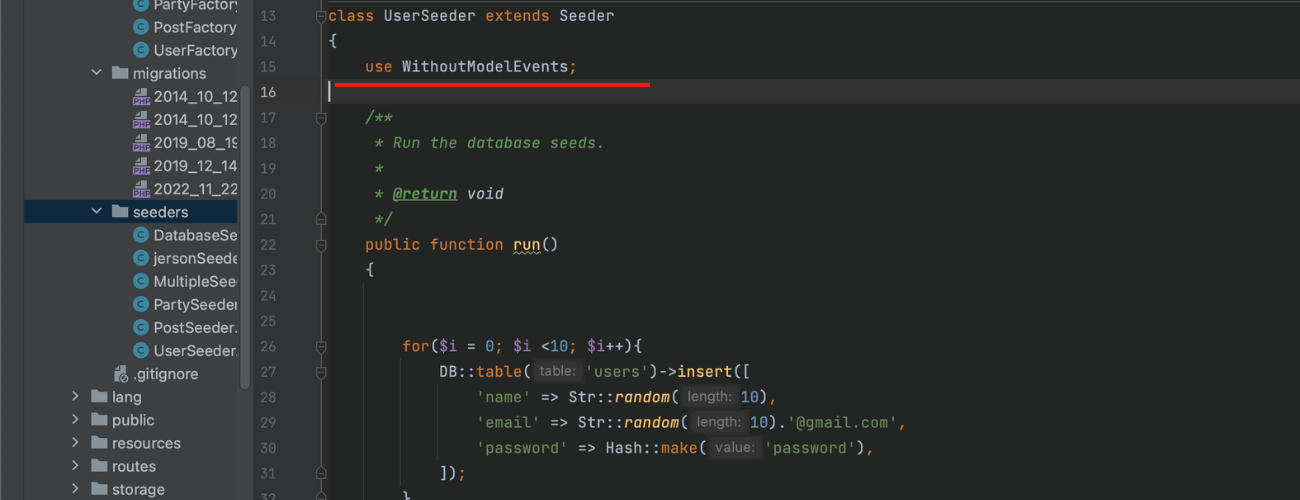 PartyFactory
PostFactory
UserFactory
migrations
2014_10_12
2014_10_12
2019_08_19
2019_12_14
2022_11_22
seeders
DatabaseSe
jersonSeede
MultipleSee
PartySeeder
PostSeeder.
UserSeeder.
.gitignore
lang
public
resources
routes
storage
13 class UserSeeder extends Seeder
14 {
15 use WithoutModelEvents;
16
17 /**
18 * Run the database seeds.
19 *
20 * @return void
21 */
22 public function run()
23 {
24
25
26 for($i = 0; $i <10; $i++){
27 DB::table( table: 'users')->insert([
28 'name' => Str::random( length: 10),
29 'email' => Str::random( length: 10).'@gmail.com',
30 'password' => Hash::make( value: 'password'),
31 ]);
32 }